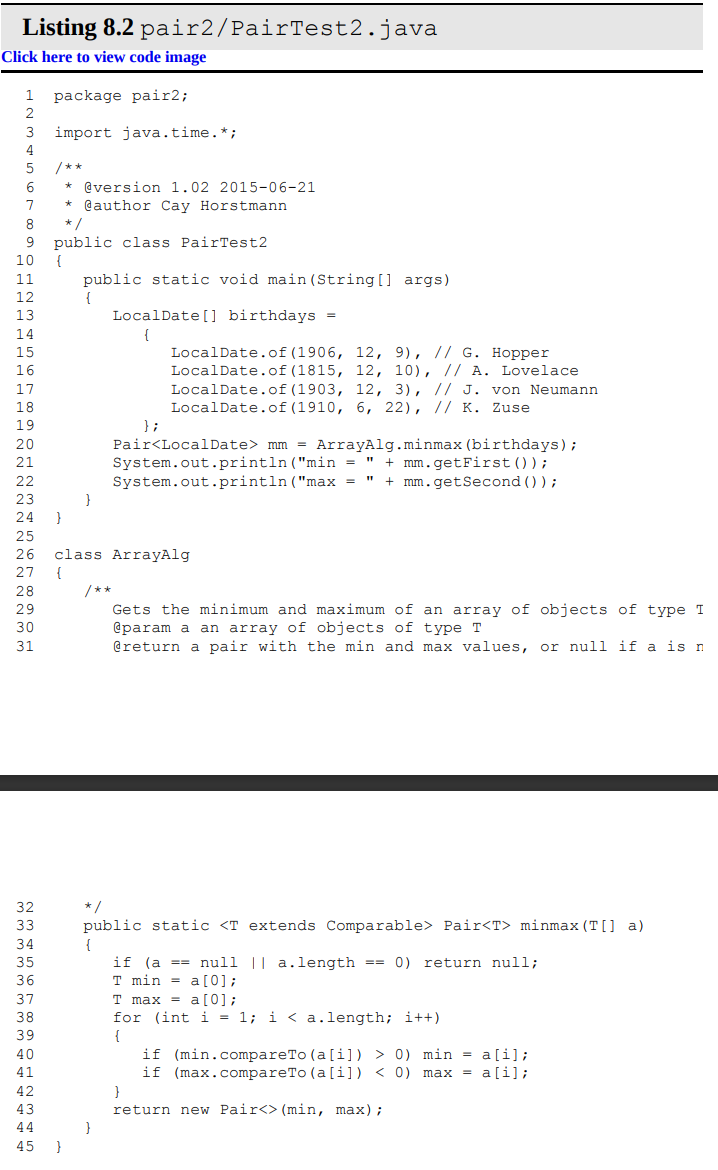 Listing 8.2 pair2/PairTest2.java
Click here to view code image
1 package pair2;
2
3 import java.time.*;
4
5 /**
6  * @version 1.02 2015-06-21
7  * @author Cay Horstmann
8  */
9 public class PairTest2
10 {
11    public static void main(String[] args)
12    {
13       LocalDate[] birthdays =
14          {
15             LocalDate.of(1906, 12, 9), // G. Hopper
16             LocalDate.of(1815, 12, 10), // A. Lovelace
17             LocalDate.of(1903, 12, 3), // J. von Neumann
18             LocalDate.of(1910, 6, 22), // K. Zuse
19          };
20       Pair<LocalDate> mm = ArrayAlg.minmax(birthdays);
21       System.out.println("min = " + mm.getFirst());
22       System.out.println("max = " + mm.getSecond());
23    }
24 }
25
26 class ArrayAlg
27 {
28    /**
29       Gets the minimum and maximum of an array of objects of type T
30       @param a an array of objects of type T
31       @return a pair with the min and max values, or null if a is
32    */
33    public static <T extends Comparable> Pair<T> minmax(T[] a)
34    {
35       if (a == null || a.length == 0) return null;
36       T min = a[0];
37       T max = a[0];
38       for (int i = 1; i < a.length; i++)
39       {
40          if (min.compareTo(a[i]) > 0) min = a[i];
41          if (max.compareTo(a[i]) < 0) max = a[i];
42       }
43       return new Pair<>(min, max);
44    }
45 }